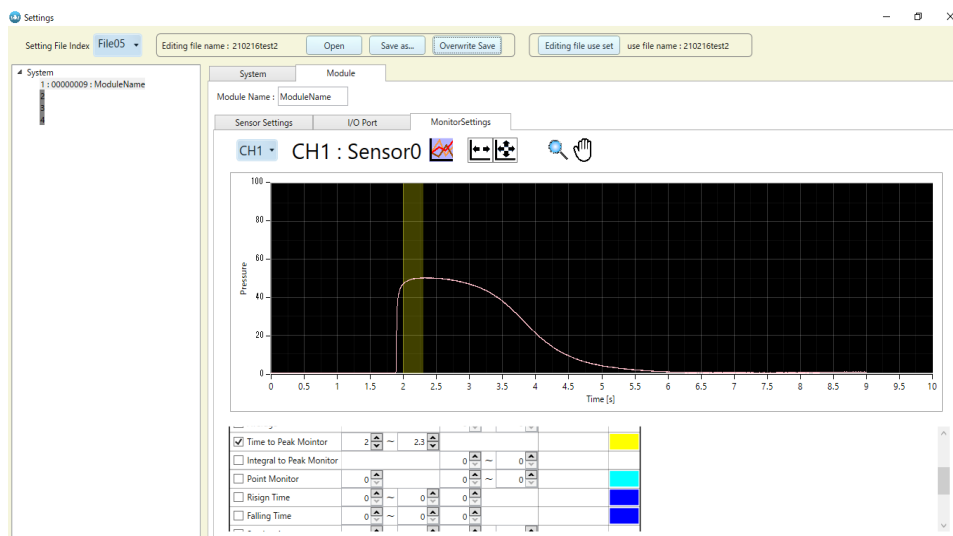 Settings
Setting File Index File05 Editing file name : 210216test2 Open Save as... Overwrite Save Editing file use set use file name : 210216test2
System
1 : 00000009 : ModuleName
2
3
4
System Module
Module Name : ModuleName
Sensor Settings I/O Port MonitorSettings
CH1 CH1 : Sensor0
100
80
60
40
20
0
Pressure
0 0.5 1 1.5 2 2.5 3 3.5 4 4.5 5 5.5 6 6.5 7 7.5 8 8.5 9 9.5 10
Time [s]
Time to Peak Mointor 2 ~ 2.3
Integral to Peak Monitor 0 ~ 0
Point Monitor 0 0 ~ 0
Risign Time 0 ~ 0 0
Falling Time 0 ~ 0 0